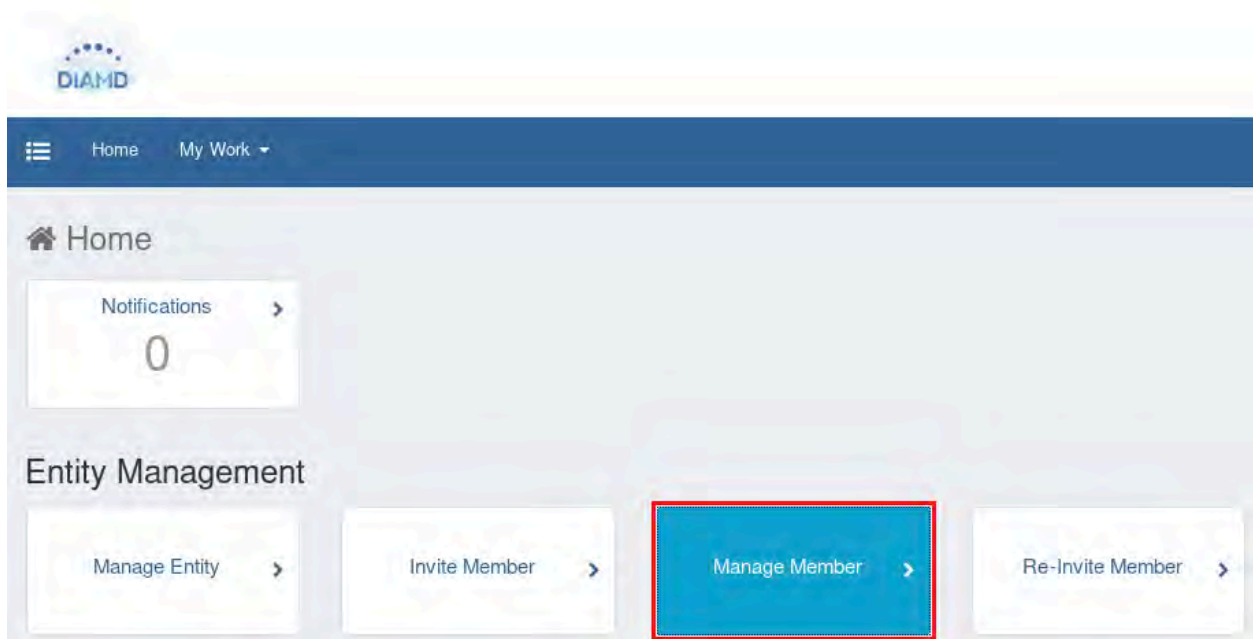 DIAMD
Home My Work
Home
Notifications
0
Entity Management
Manage Entity Invite Member Manage Member Re-Invite Member